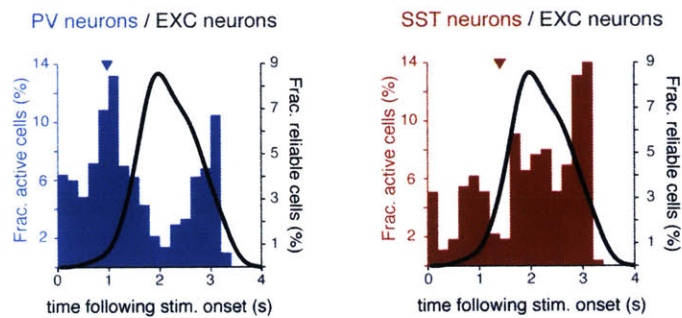 PV neurons / EXC neurons
14
10
6
2
Frac. active cells (%)
9
7
5
3
1
Frac. reliable cells (%)
0 1 2 3 4
time following stim. onset (s)
SST neurons / EXC neurons
14
10
6
2
Frac. active cells (%)
9
7
5
3
1
Frac. reliable cells (%)
0 1 2 3 4
time following stim. onset (s)